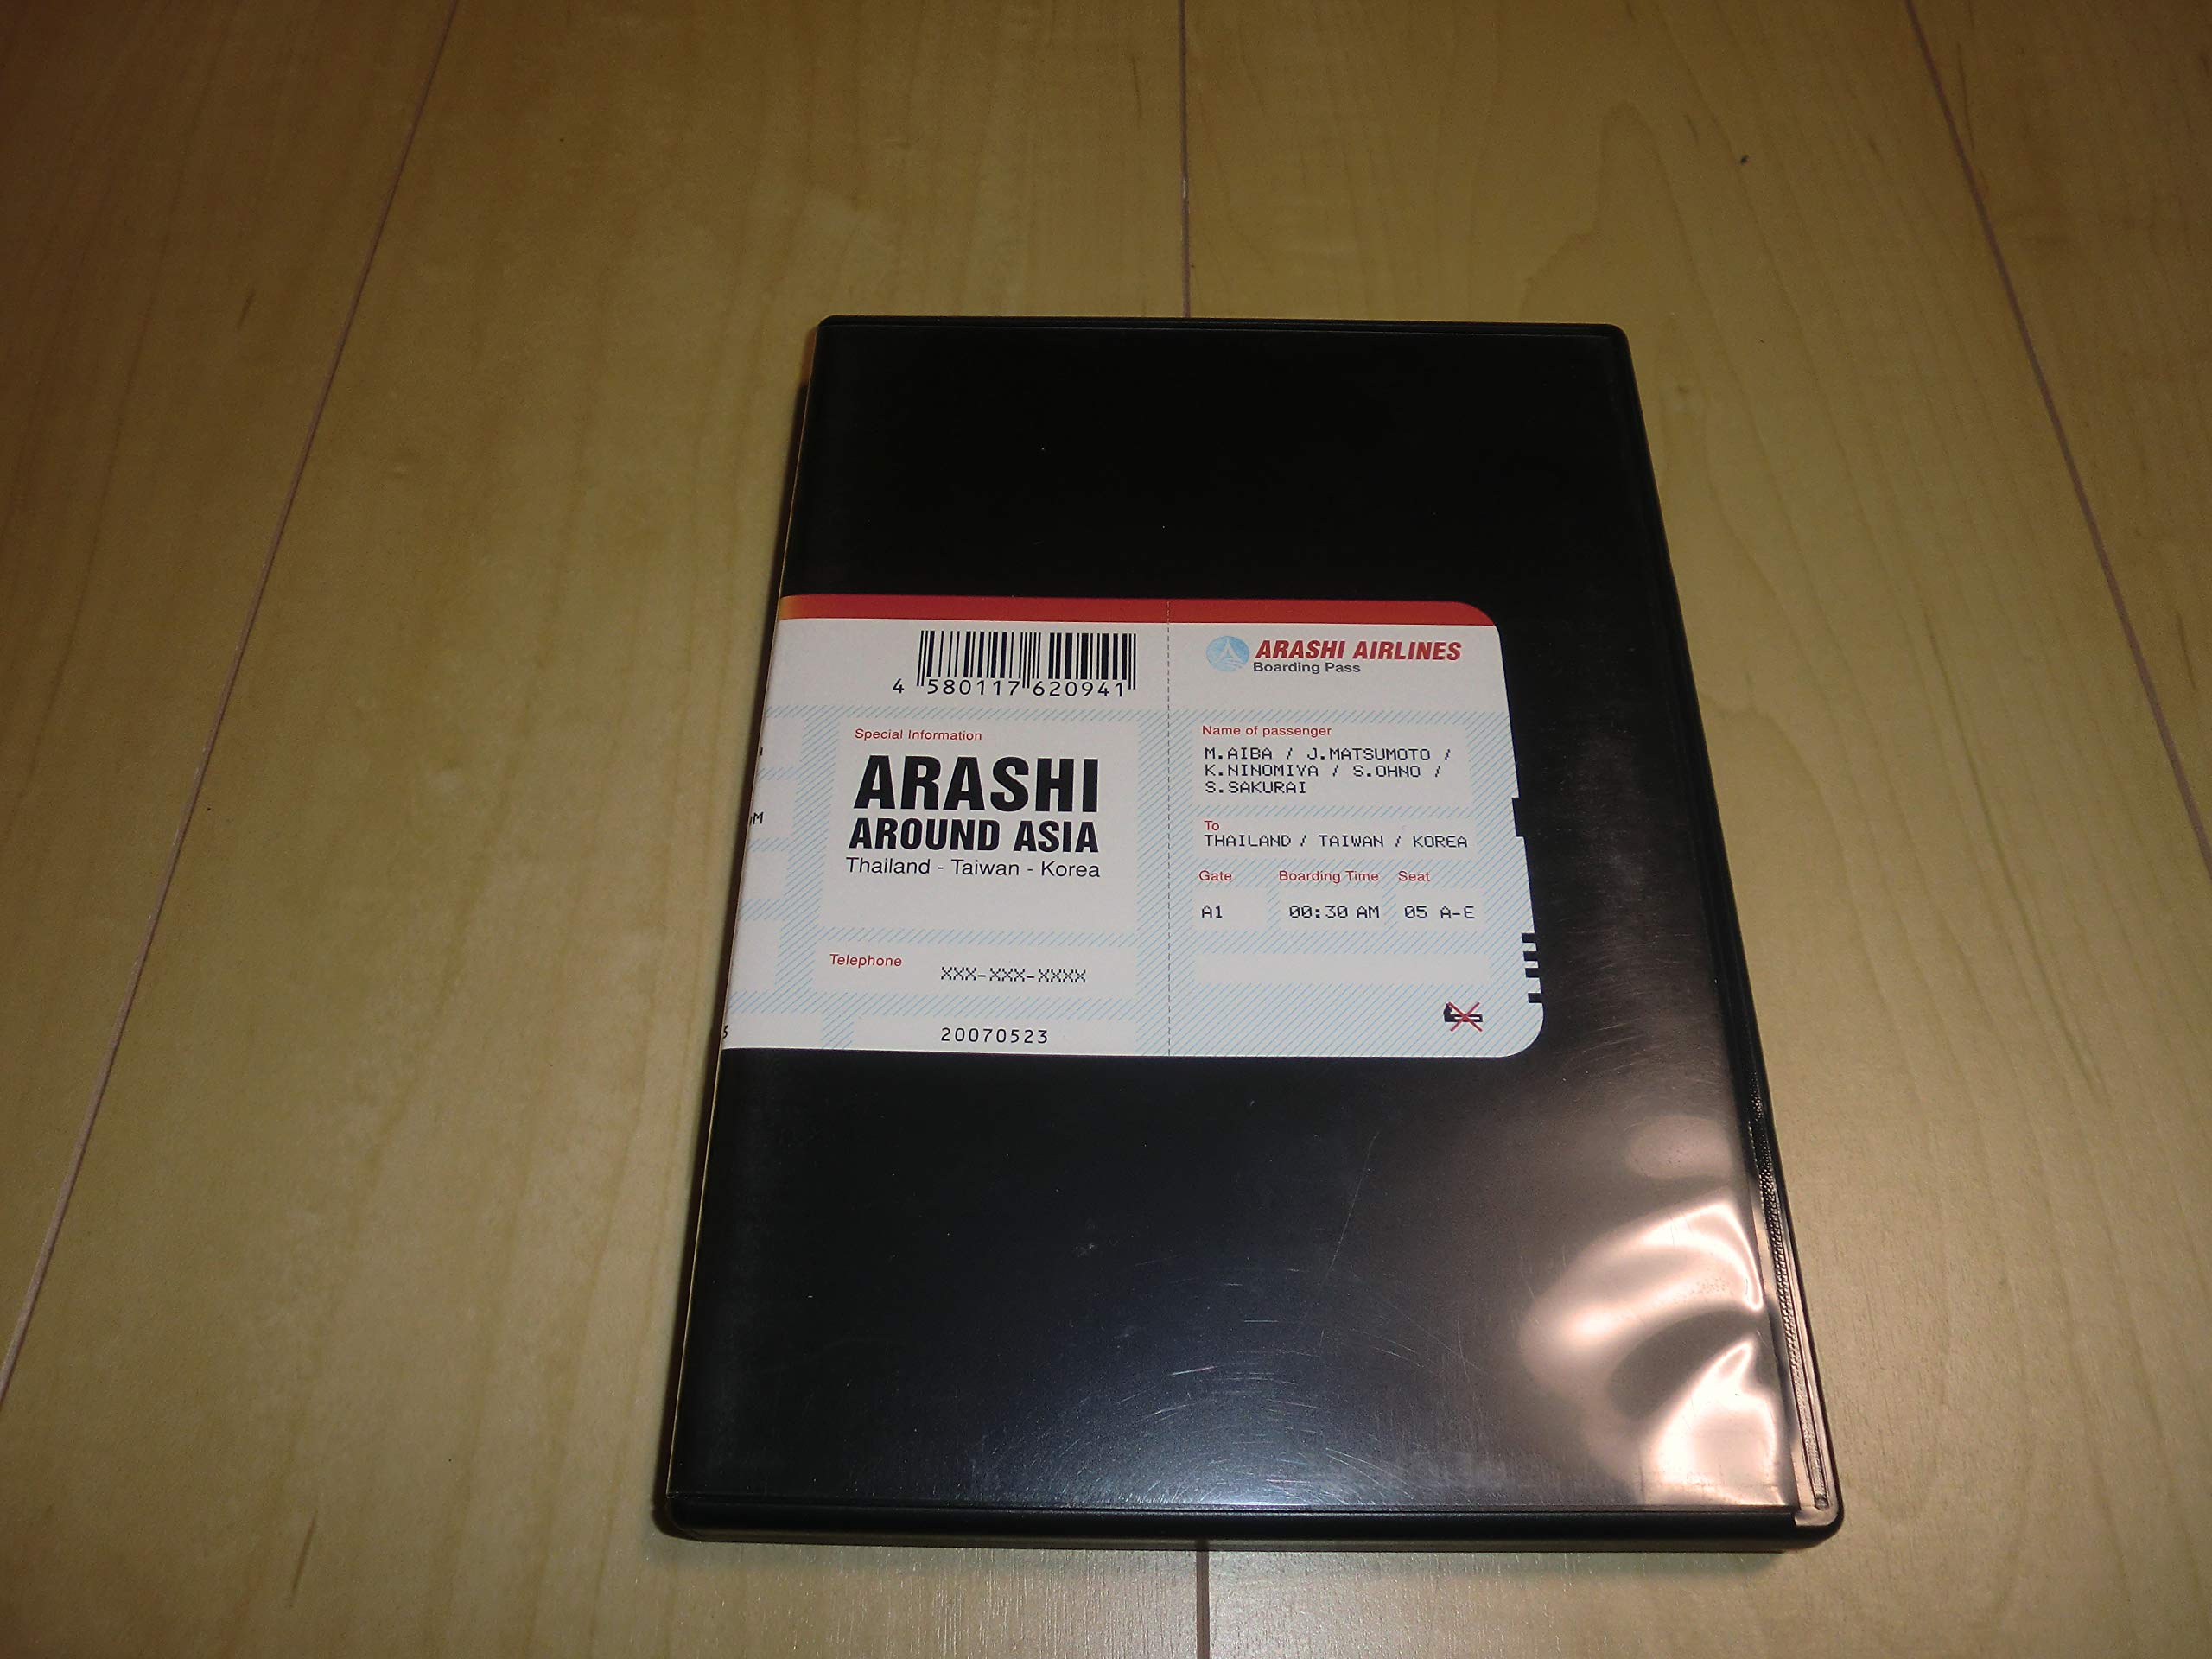 4 580117 620941
Special Information
ARASHI
AROUND ASIA
Thailand - Taiwan - Korea
Telephone
XXX-XXX-XXXX
20070523
ARASHI AIRLINES
Boarding Pass
Name of passenger
M.AIBA / J.MATSUMOTO /
K.NINOMIYA / S.OHNO /
S.SAKURAI
To
THAILAND / TAIWAN / KOREA
Gate Boarding Time Seat
A1 00:30 AM 05 A-E